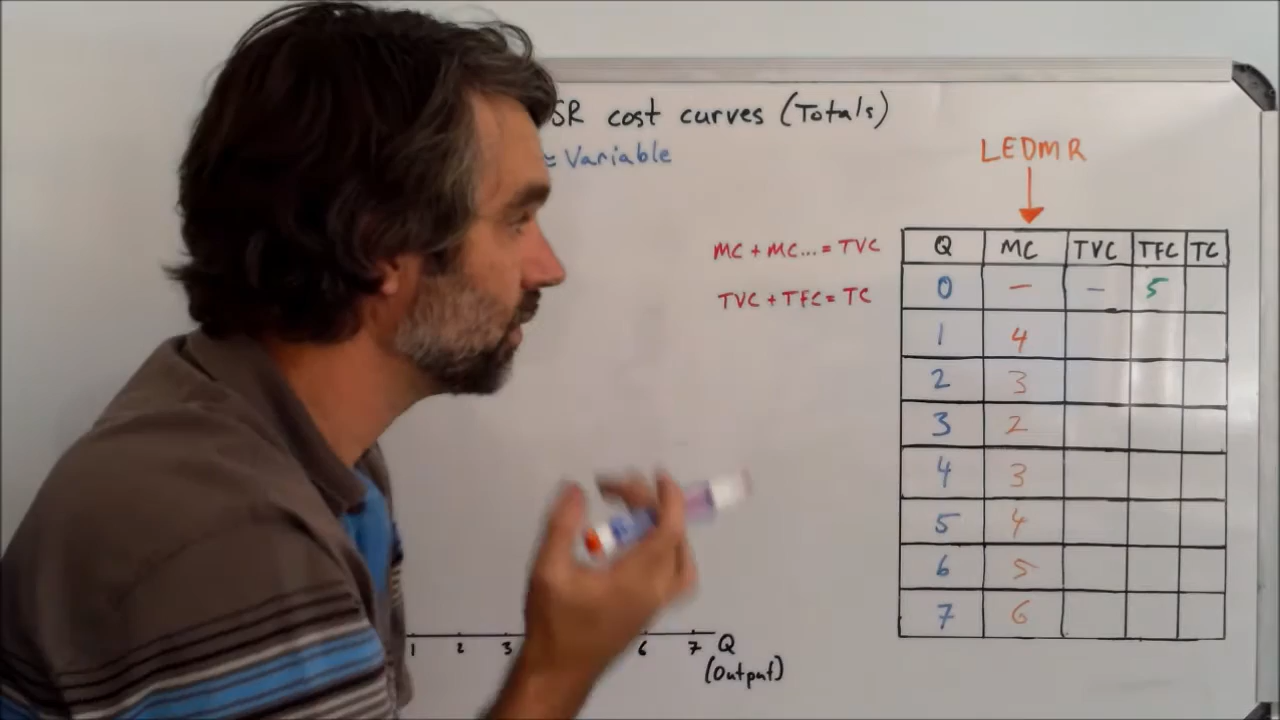 SR cost curves (Totals)
≈ Variable
LEDMR
MC + MC... = TVC
TVC + TFC = TC
Q MC TVC TFC TC
0 – – 5
1 4
2 3
3 2
4 3
5 4
6 5
7 6
1 2 3 6 7 Q
(Output)